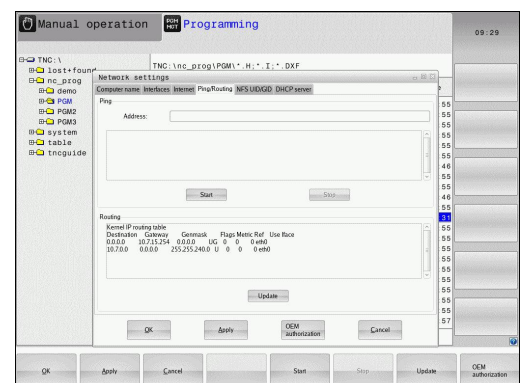 Manual operation
PGM
MGT
Programming
09:29
TNC:\
lost+found
nc_prog
demo
PGM
PGM2
PGM3
system
table
tncguide
TNC:\nc_prog\PGM\*.H;*.I;*.DXF
Network settings
Computer name Interfaces Internet Ping/Routing NFS UID/GID DHCP server
Ping
Address:
Start
Stop
Routing
Kernel IP routing table
Destination Gateway Genmask Flags Metric Ref Use Iface
0.0.0.0 10.7.15.254 0.0.0.0 UG 0 0 0 eth0
10.7.0.0 0.0.0.0 255.255.240.0 U 0 0 0 eth0
Update
OK
Apply
OEM
authorization
Cancel
55
55
55
55
55
55
46
55
55
46
55
31
55
55
55
55
55
55
55
55
55
57
OK
Apply
Cancel
Start
Stop
Update
OEM
authorization